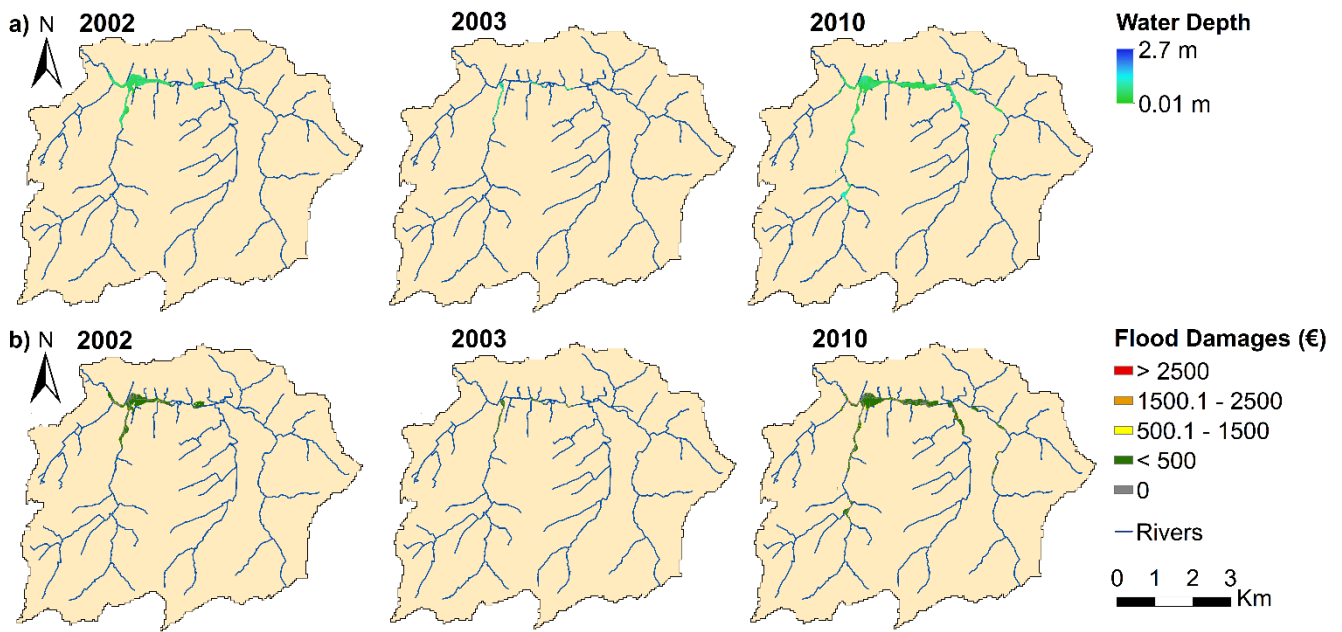 a) N 2002 2003 2010 Water Depth
2.7 m
0.01 m
b) N 2002 2003 2010 Flood Damages (€)
> 2500
1500.1 - 2500
500.1 - 1500
< 500
0
Rivers
0 1 2 3
Km